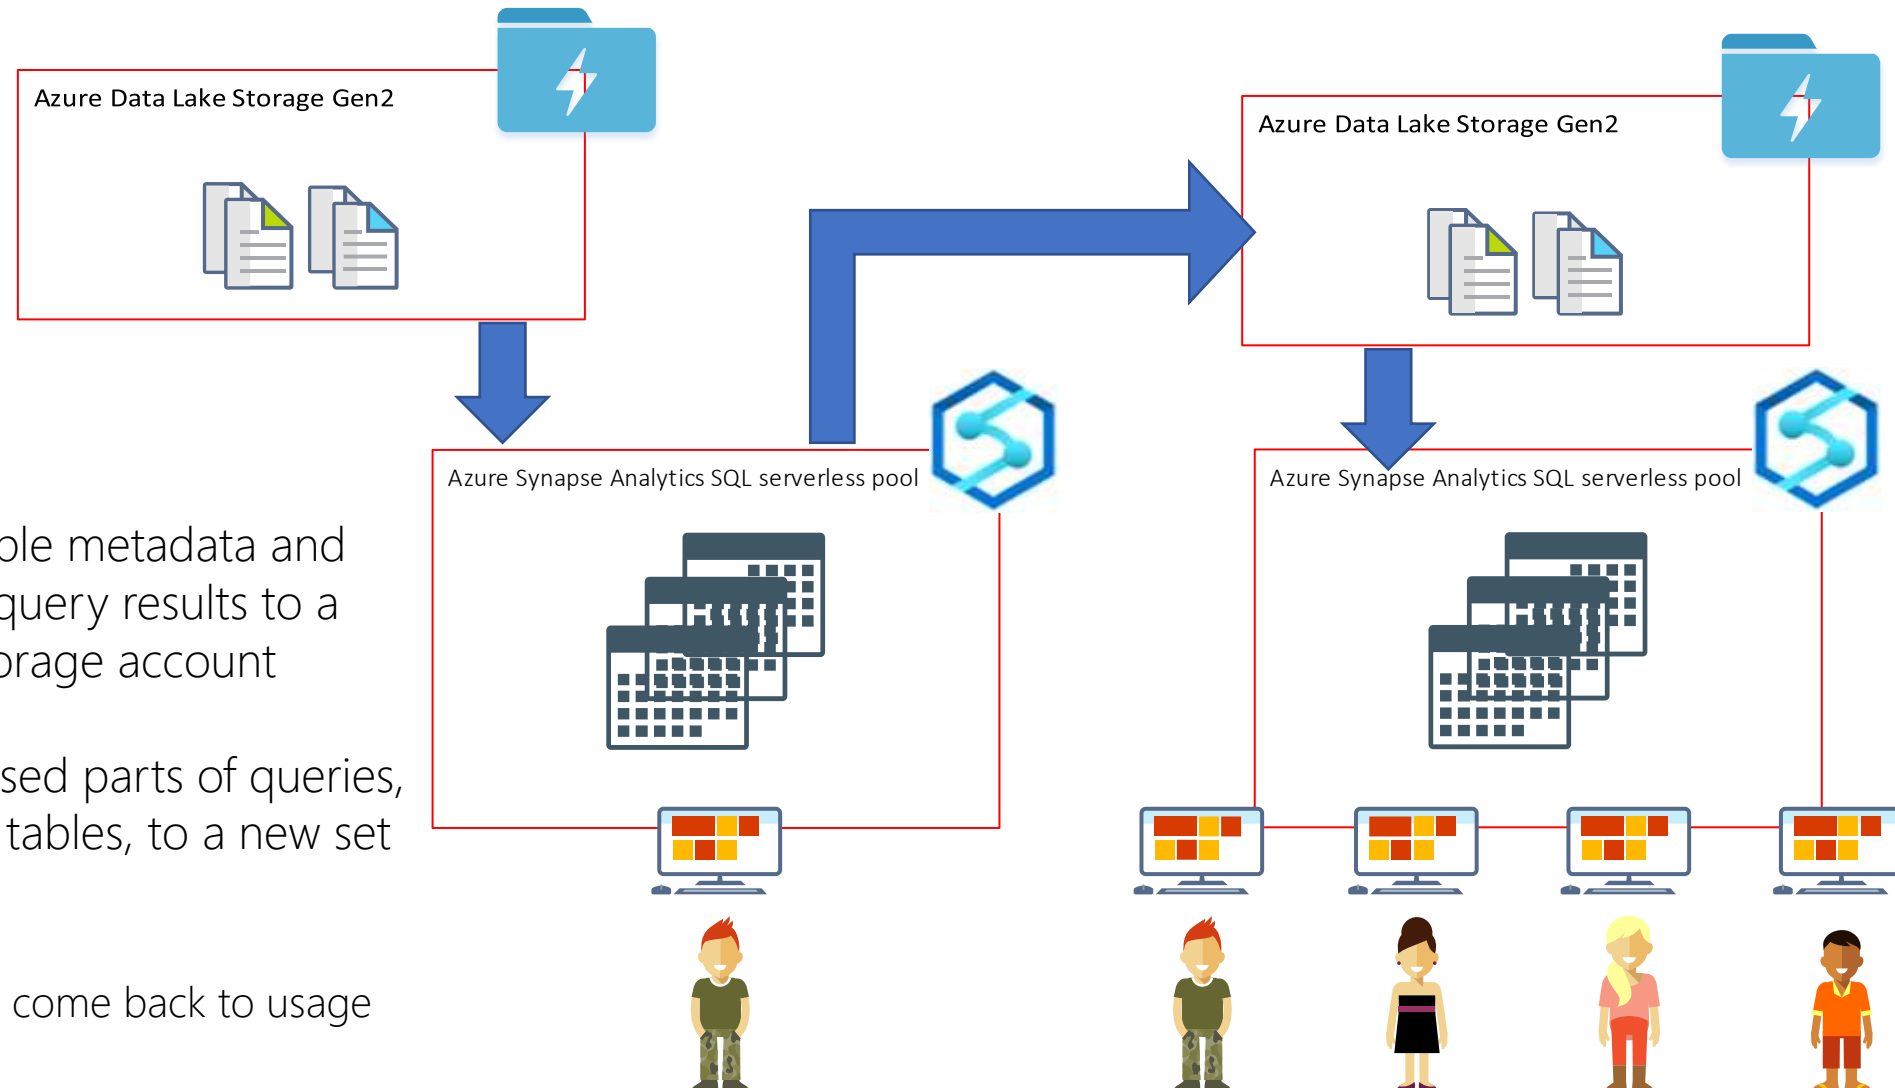 Azure Data Lake Storage Gen2
Azure Data Lake Storage Gen2
Azure Synapse Analytics SQL serverless pool
Azure Synapse Analytics SQL serverless pool
metadata and
query results to a
account
parts of queries,
tables, to a new set
come back to usage